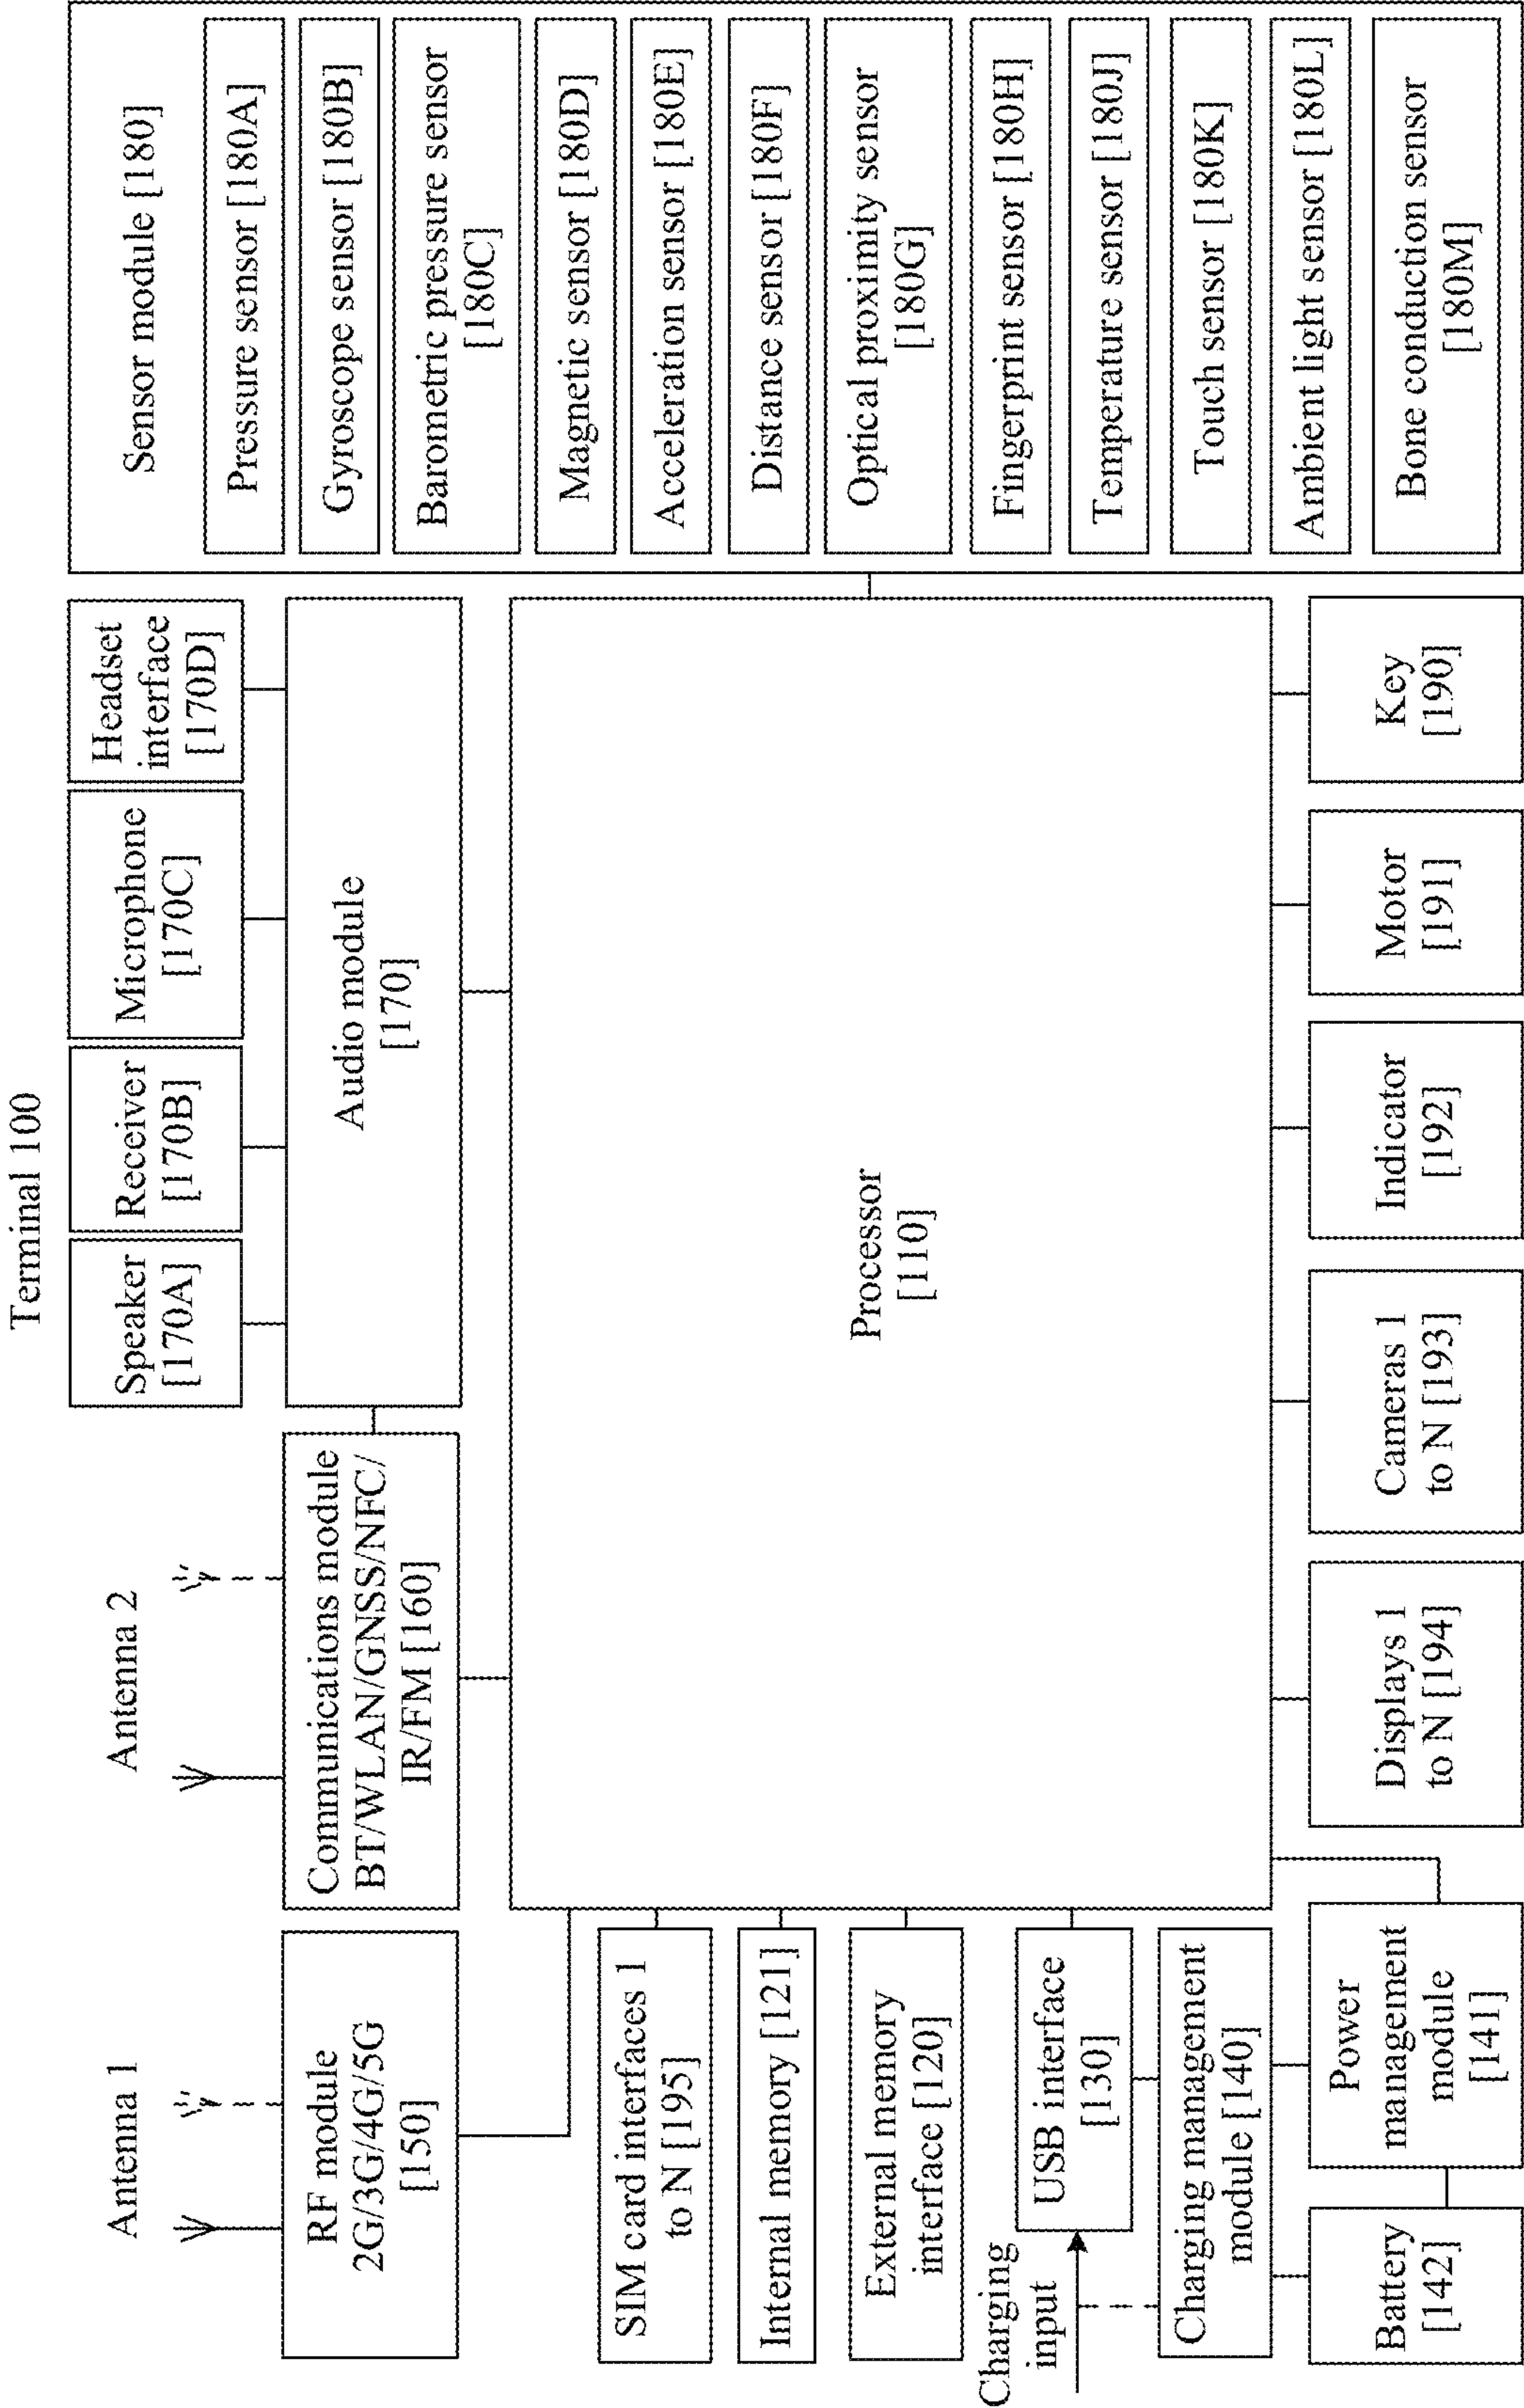 Terminal 100
Antenna 1
Antenna 2
RF module
2G/3G/4G/5G
[150]
Communications module
BT/WLAN/GNSS/NFC/
IR/FM [160]
Speaker
[170A]
Receiver
[170B]
Microphone
[170C]
Headset
interface
[170D]
Audio module
[170]
SIM card interfaces 1
to N [195]
Internal memory [121]
External memory
interface [120]
Charging
input
USB interface
[130]
Charging management
module [140]
Battery
[142]
Power
management
module
[141]
Processor
[110]
Displays 1
to N [194]
Cameras 1
to N [193]
Indicator
[192]
Motor
[191]
Key
[190]
Sensor module [180]
Pressure sensor [180A]
Gyroscope sensor [180B]
Barometric pressure sensor
[180C]
Magnetic sensor [180D]
Acceleration sensor [180E]
Distance sensor [180F]
Optical proximity sensor
[180G]
Fingerprint sensor [180H]
Temperature sensor [180J]
Touch sensor [180K]
Ambient light sensor [180L]
Bone conduction sensor
[180M]